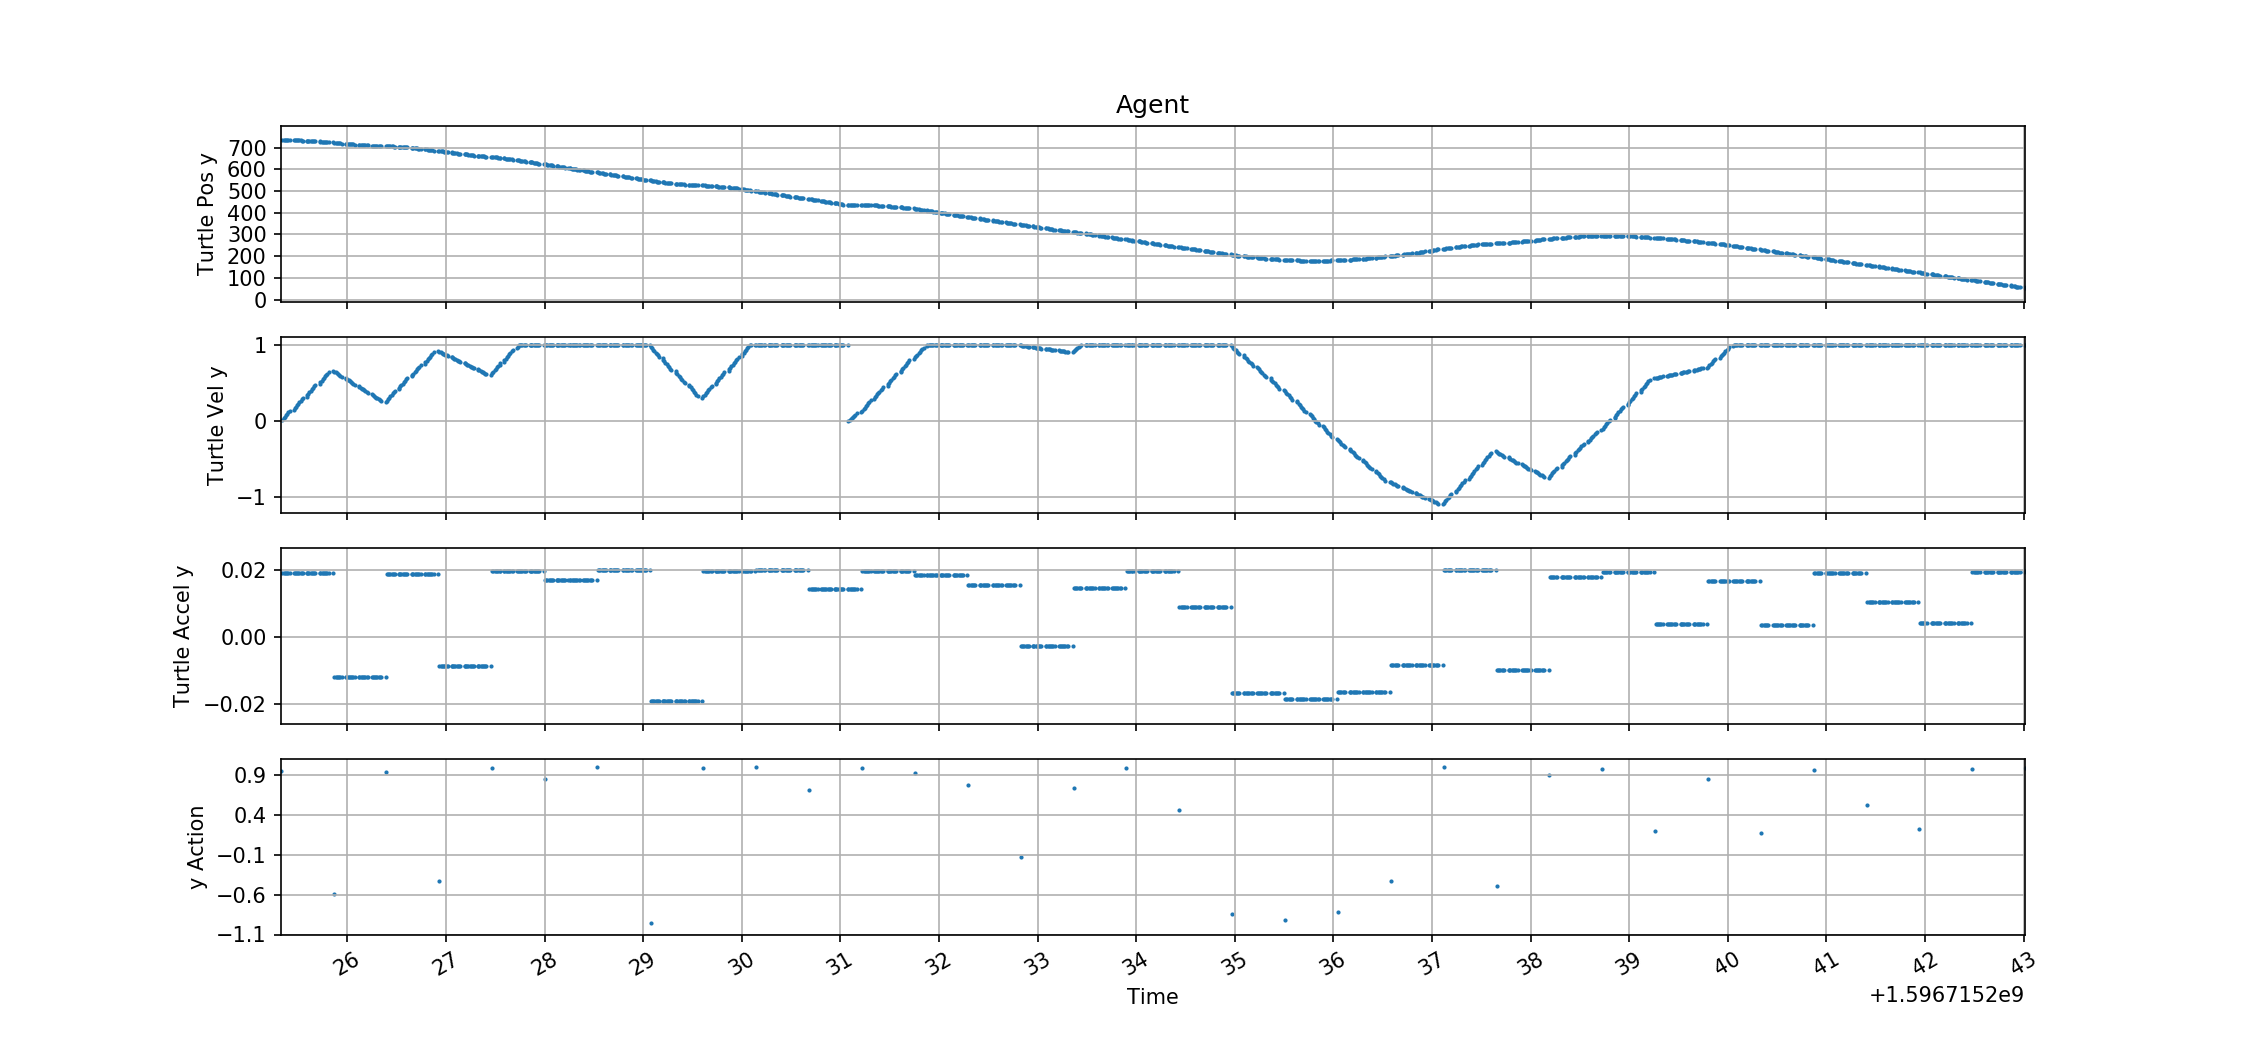 Agent
Turtle Pos y
700
600
500
400
300
200
100
0
Turtle Vel y
1
0
−1
Turtle Accel y
0.02
0.00
−0.02
y Action
0.9
0.4
−0.1
−0.6
−1.1
26 27 28 29 30 31 32 33 34 35 36 37 38 39 40 41 42 43
Time
+1.5967152e9